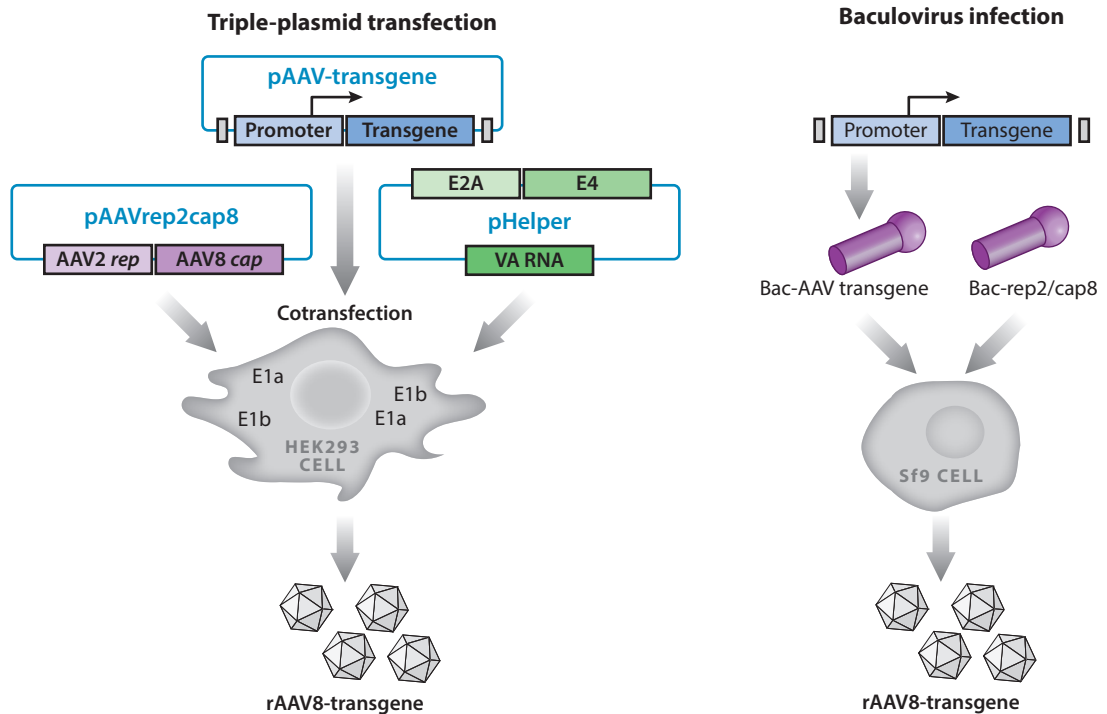 Triple-plasmid transfection
pAAV-transgene
Promoter
Transgene
pAAVrep2cap8
AAV2 rep
AAV8 cap
E2A
E4
pHelper
VA RNA
Cotransfection
E1a
E1b
E1b
E1a
HEK293
CELL
rAAV8-transgene
Baculovirus infection
Promoter
Transgene
Bac-AAV transgene
Bac-rep2/cap8
Sf9 CELL
rAAV8-transgene